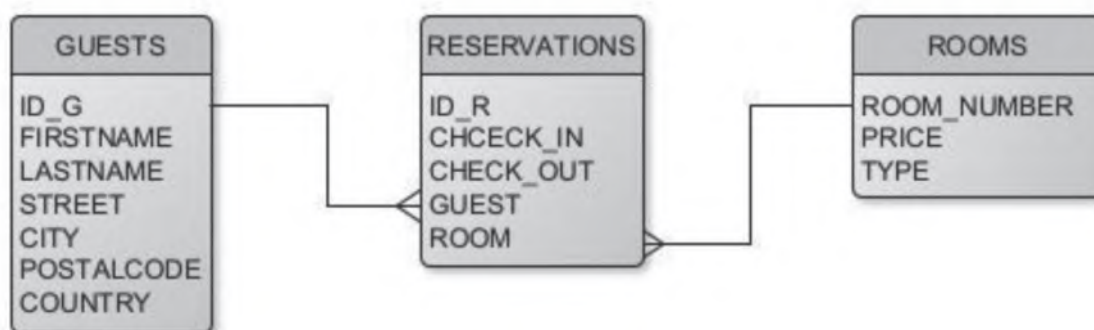 GUESTS
ID_G
FIRSTNAME
LASTNAME
STREET
CITY
POSTALCODE
COUNTRY
RESERVATIONS
ID_R
CHCECK_IN
CHECK_OUT
GUEST
ROOM
ROOMS
ROOM_NUMBER
PRICE
TYPE